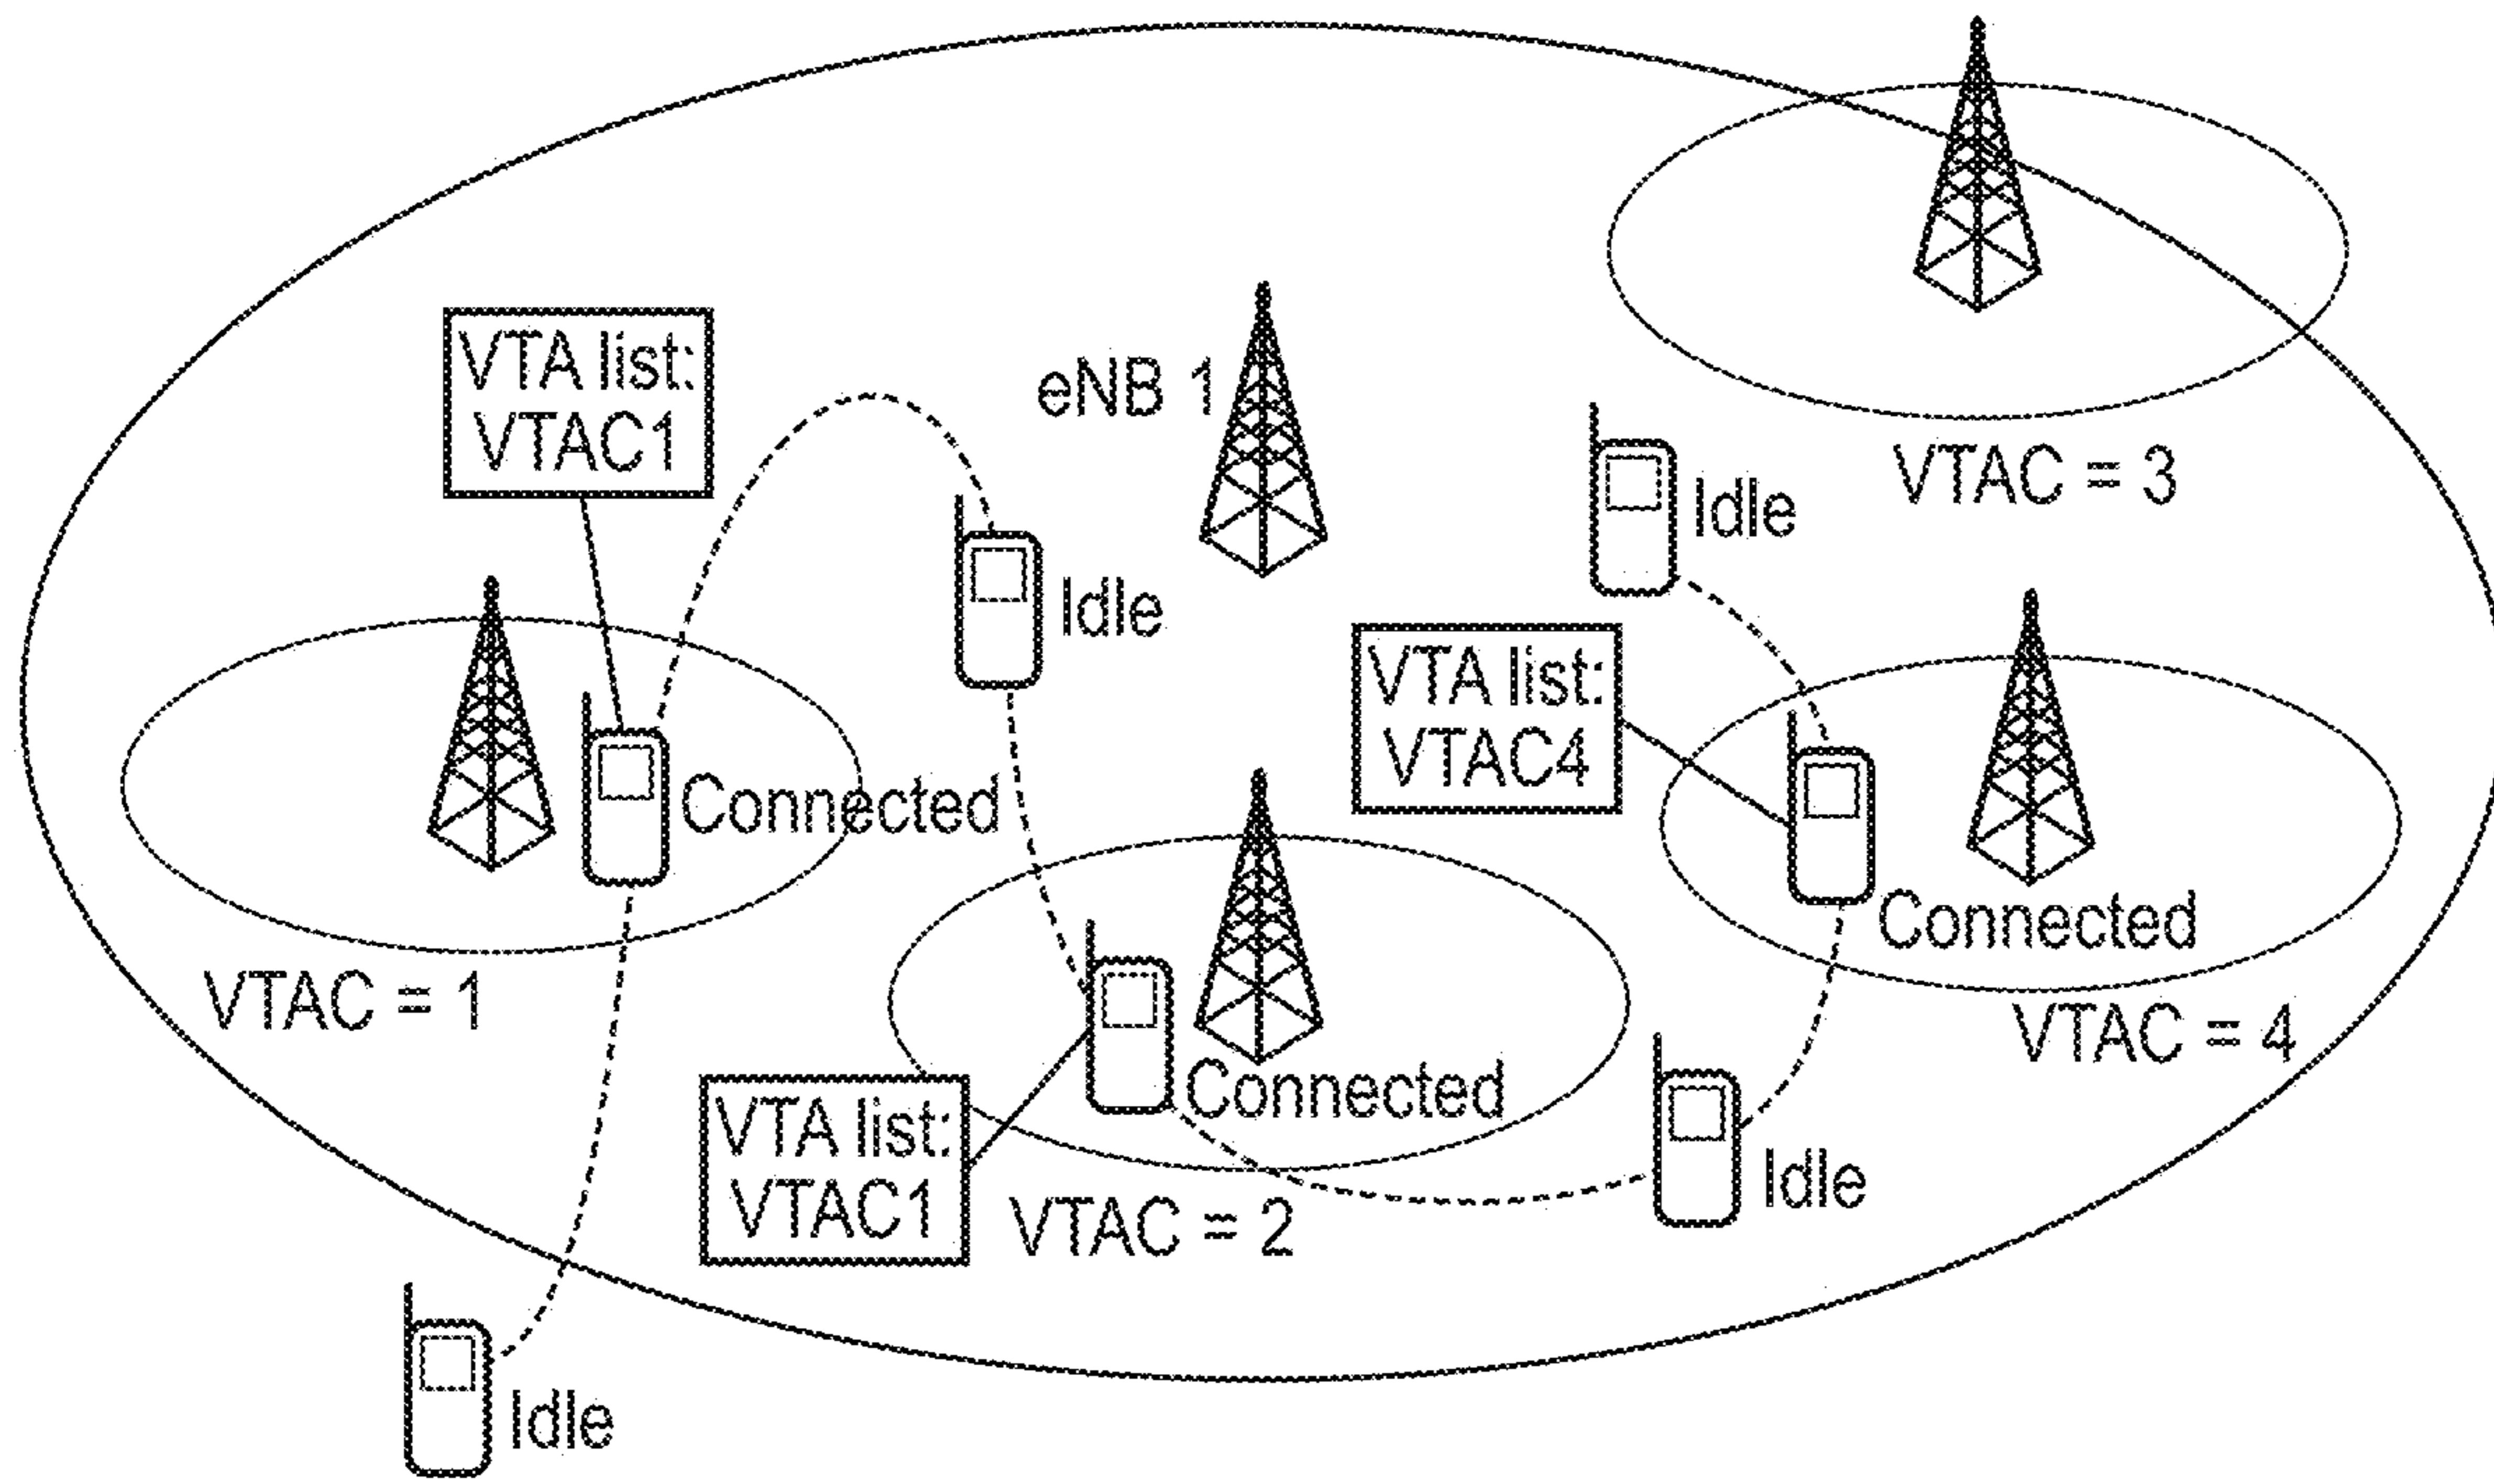 VTA list:
VTAC1
eNB 1
VTAC = 3
Idle
Idle
VTA list:
VTAC4
Connected
Connected
VTAC = 1
VTAC = 4
Connected
VTA list:
VTAC1
VTAC = 2
Idle
Idle